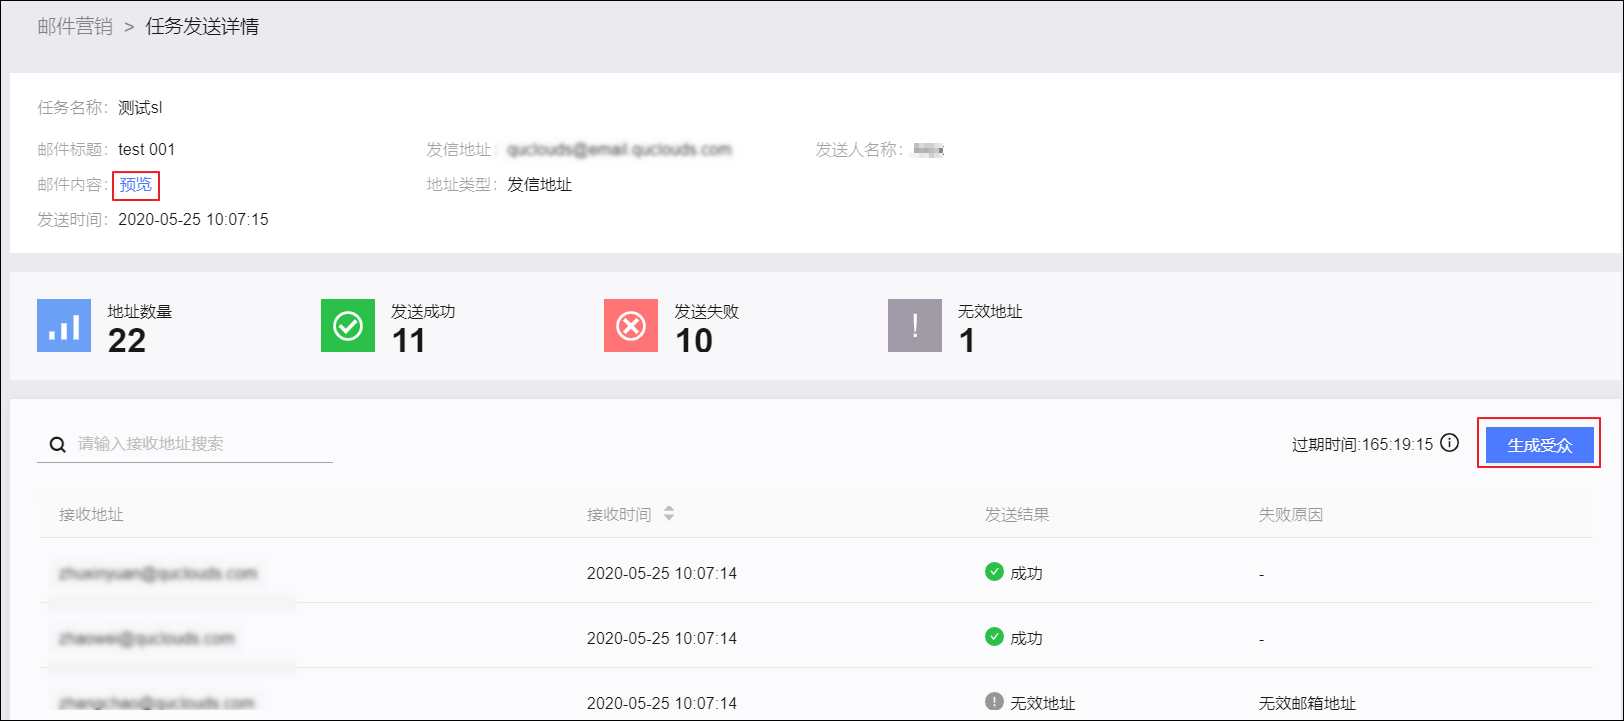 邮件营销 > 任务发送详情
任务名称: 测试sl
邮件标题: test 001 发信地址: quclouds@email.quclouds.com 发送人名称:
邮件内容: 预览 地址类型: 发信地址
发送时间: 2020-05-25 10:07:15
地址数量 发送成功 发送失败 无效地址
22 11 10 1
请输入接收地址搜索 过期时间:165:19:15 生成受众
接收地址 接收时间 发送结果 失败原因
2020-05-25 10:07:14 成功 -
2020-05-25 10:07:14 成功 -
2020-05-25 10:07:14 无效地址 无效邮箱地址